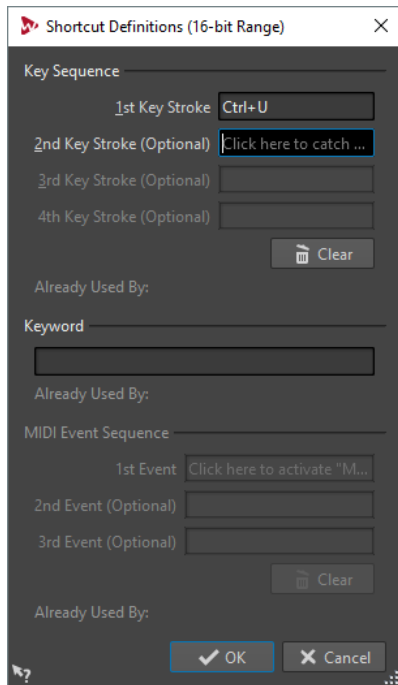 Shortcut Definitions (16-bit Range)
Key Sequence
1st Key Stroke Ctrl+U
2nd Key Stroke (Optional) Click here to catch ...
3rd Key Stroke (Optional)
4th Key Stroke (Optional)
Clear
Already Used By:
Keyword
Already Used By:
MIDI Event Sequence
1st Event Click here to activate "M...
2nd Event (Optional)
3rd Event (Optional)
Clear
Already Used By:
OK Cancel